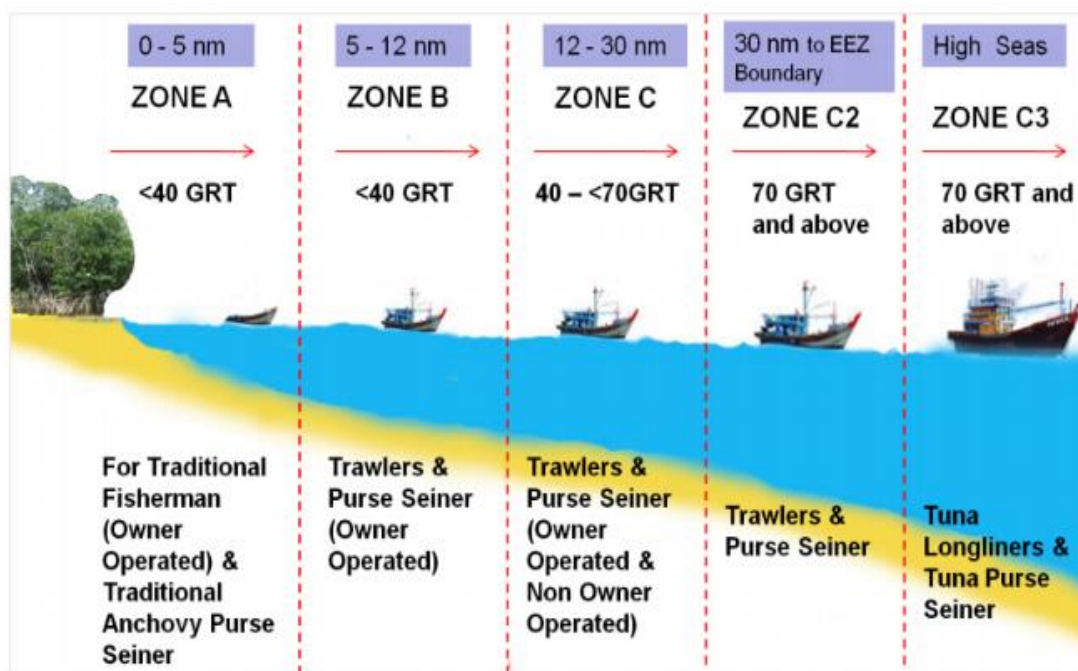 0 - 5 nm
ZONE A
<40 GRT
For Traditional
Fisherman
(Owner
Operated) &
Traditional
Anchovy Purse
Seiner
5 - 12 nm
ZONE B
<40 GRT
Trawlers &
Purse Seiner
(Owner
Operated)
12 - 30 nm
ZONE C
40 – <70GRT
Trawlers &
Purse Seiner
(Owner
Operated &
Non Owner
Operated)
30 nm to EEZ
Boundary
ZONE C2
70 GRT
and above
Trawlers &
Purse Seiner
High Seas
ZONE C3
70 GRT and
above
Tuna
Longliners &
Tuna Purse
Seiner